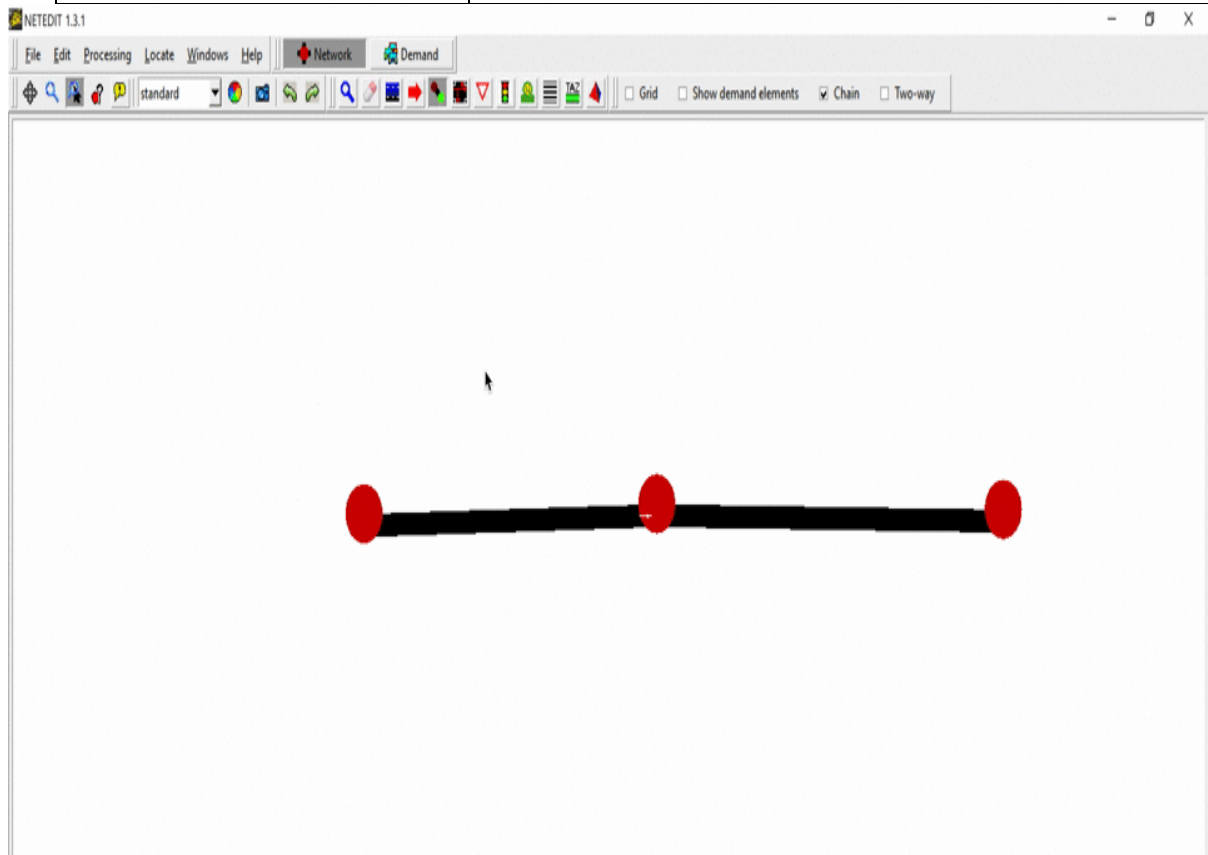 NETEDIT 1.3.1
File Edit Processing Locate Windows Help Network Demand
standard TAZ Grid Show demand elements Chain Two-way